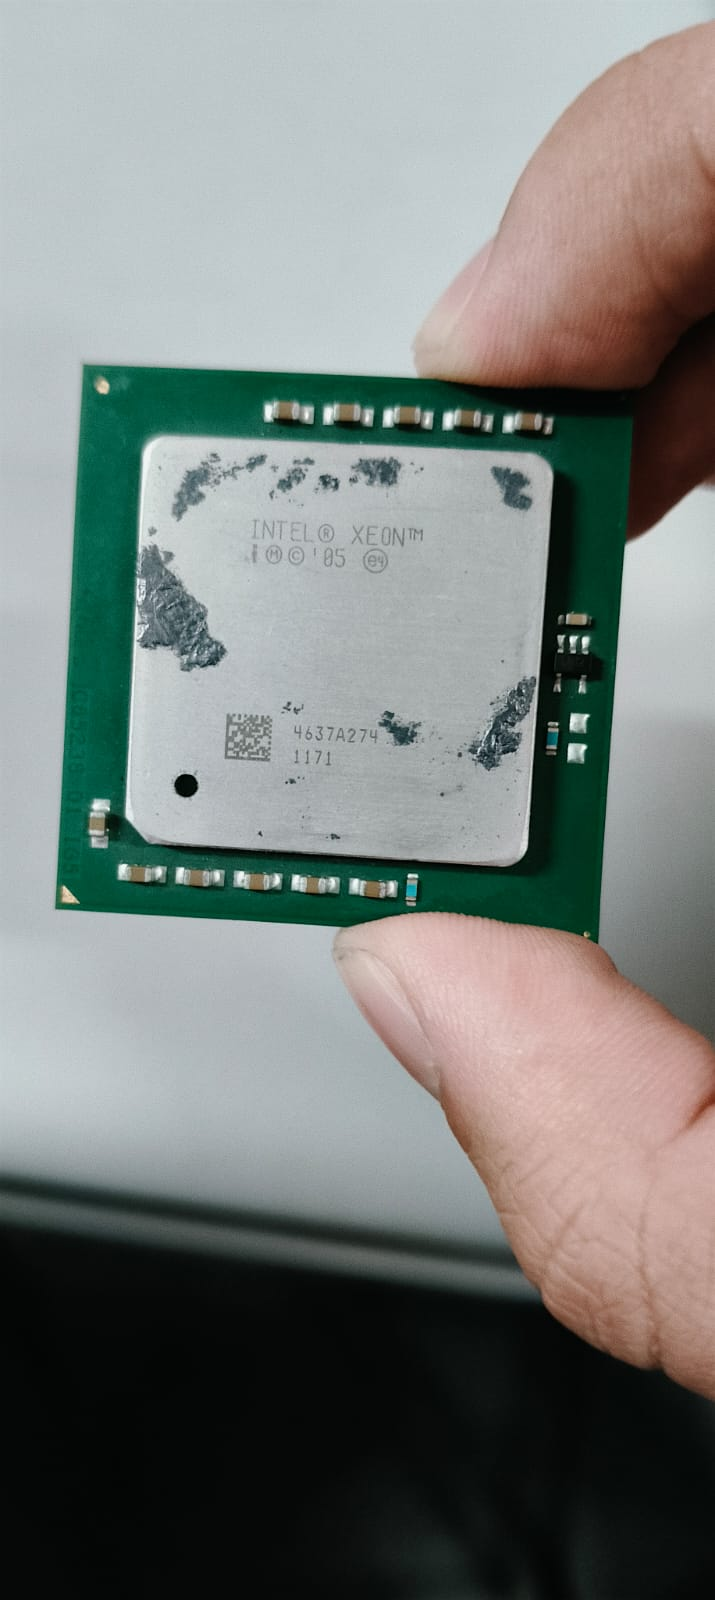 INTEL® XEON™
i Ⓜ © '05 (e4)
4637A274
1171